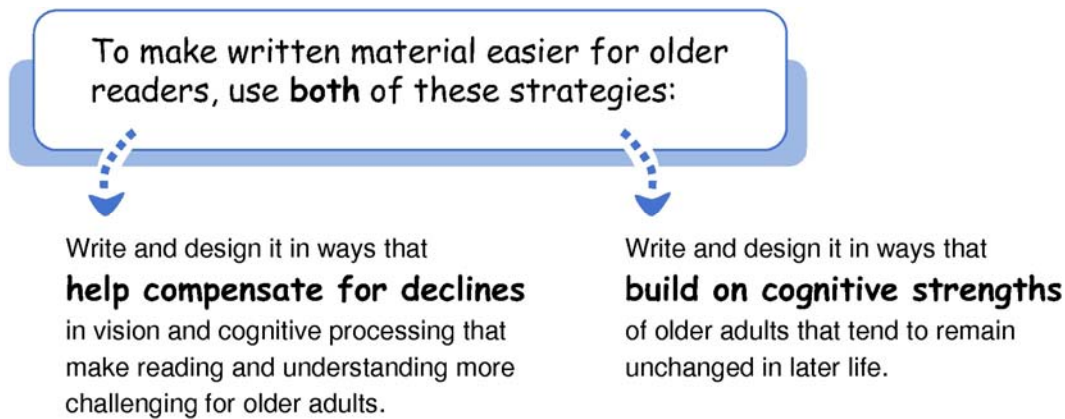 To make written material easier for older
readers, use both of these strategies:
Write and design it in ways that
help compensate for declines
in vision and cognitive processing that
make reading and understanding more
challenging for older adults.
Write and design it in ways that
build on cognitive strengths
of older adults that tend to remain
unchanged in later life.